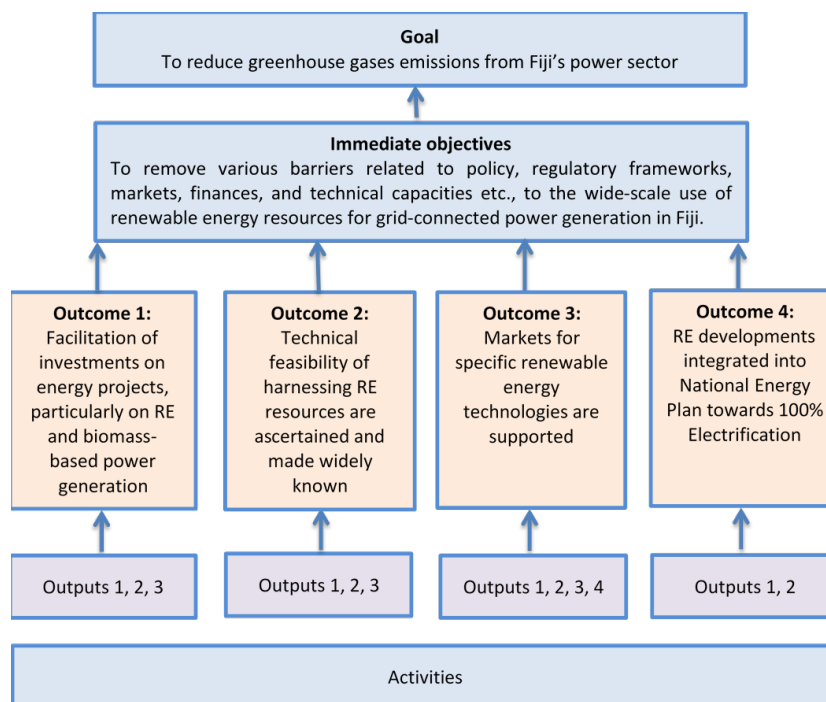 Goal
To reduce greenhouse gases emissions from Fiji's power sector
Immediate objectives
To remove various barriers related to policy, regulatory frameworks,
markets, finances, and technical capacities etc., to the wide-scale use of
renewable energy resources for grid-connected power generation in Fiji.
Outcome 1:
Facilitation of
investments on
energy projects,
particularly on RE
and biomass-
based power
generation
Outcome 2:
Technical
feasibility of
harnessing RE
resources are
ascertained and
made widely
known
Outcome 3:
Markets for
specific renewable
energy
technologies are
supported
Outcome 4:
RE developments
integrated into
National Energy
Plan towards 100%
Electrification
Outputs 1, 2, 3
Outputs 1, 2, 3
Outputs 1, 2, 3, 4
Outputs 1, 2
Activities